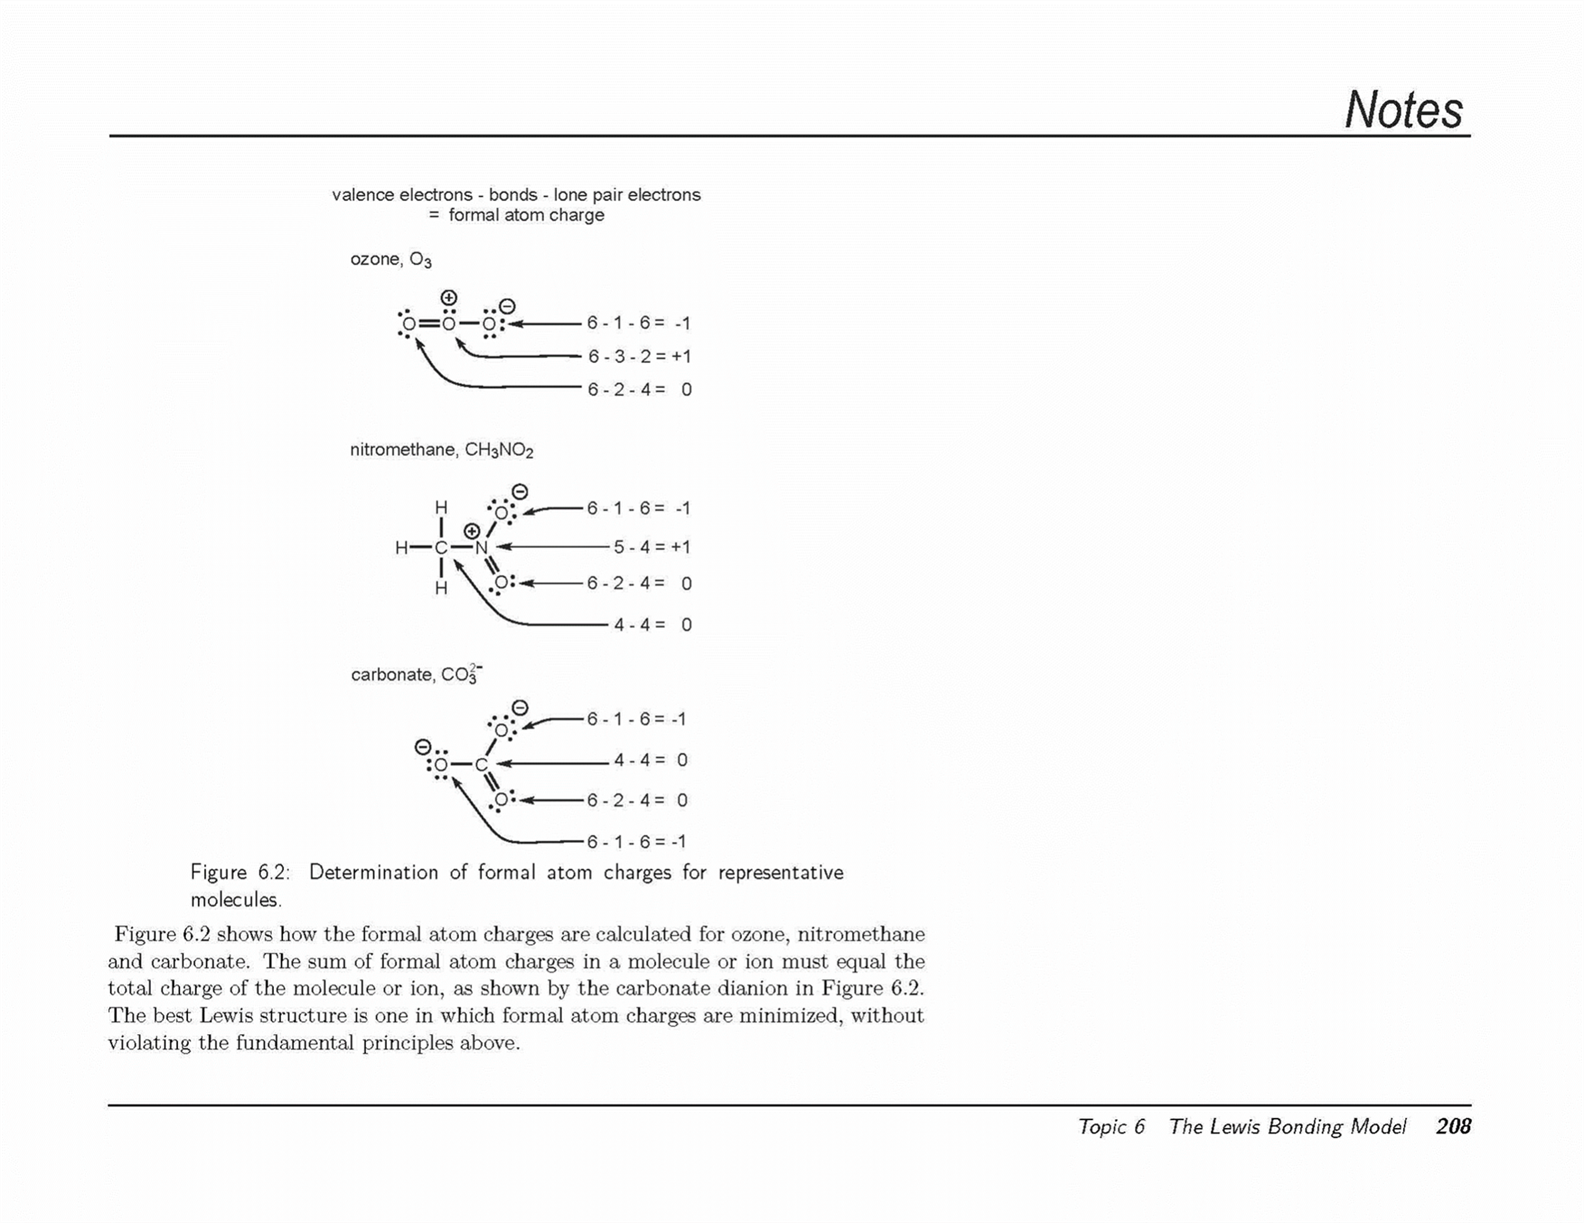 Notes
valence electrons - bonds - lone pair electrons
= formal atom charge
ozone, O3
O=O–O
6 - 1 - 6 = -1
6 - 3 - 2 = +1
6 - 2 - 4 = 0
nitromethane, CH3NO2
H O 6 - 1 - 6 = -1
H–C–N 5 - 4 = +1
H O 6 - 2 - 4 = 0
4 - 4 = 0
carbonate, CO3 2-
O 6 - 1 - 6 = -1
O–C 4 - 4 = 0
O 6 - 2 - 4 = 0
6 - 1 - 6 = -1
Figure 6.2: Determination of formal atom charges for representative
molecules.
Figure 6.2 shows how the formal atom charges are calculated for ozone, nitromethane
and carbonate. The sum of formal atom charges in a molecule or ion must equal the
total charge of the molecule or ion, as shown by the carbonate dianion in Figure 6.2.
The best Lewis structure is one in which formal atom charges are minimized, without
violating the fundamental principles above.
Topic 6 The Lewis Bonding Model 208